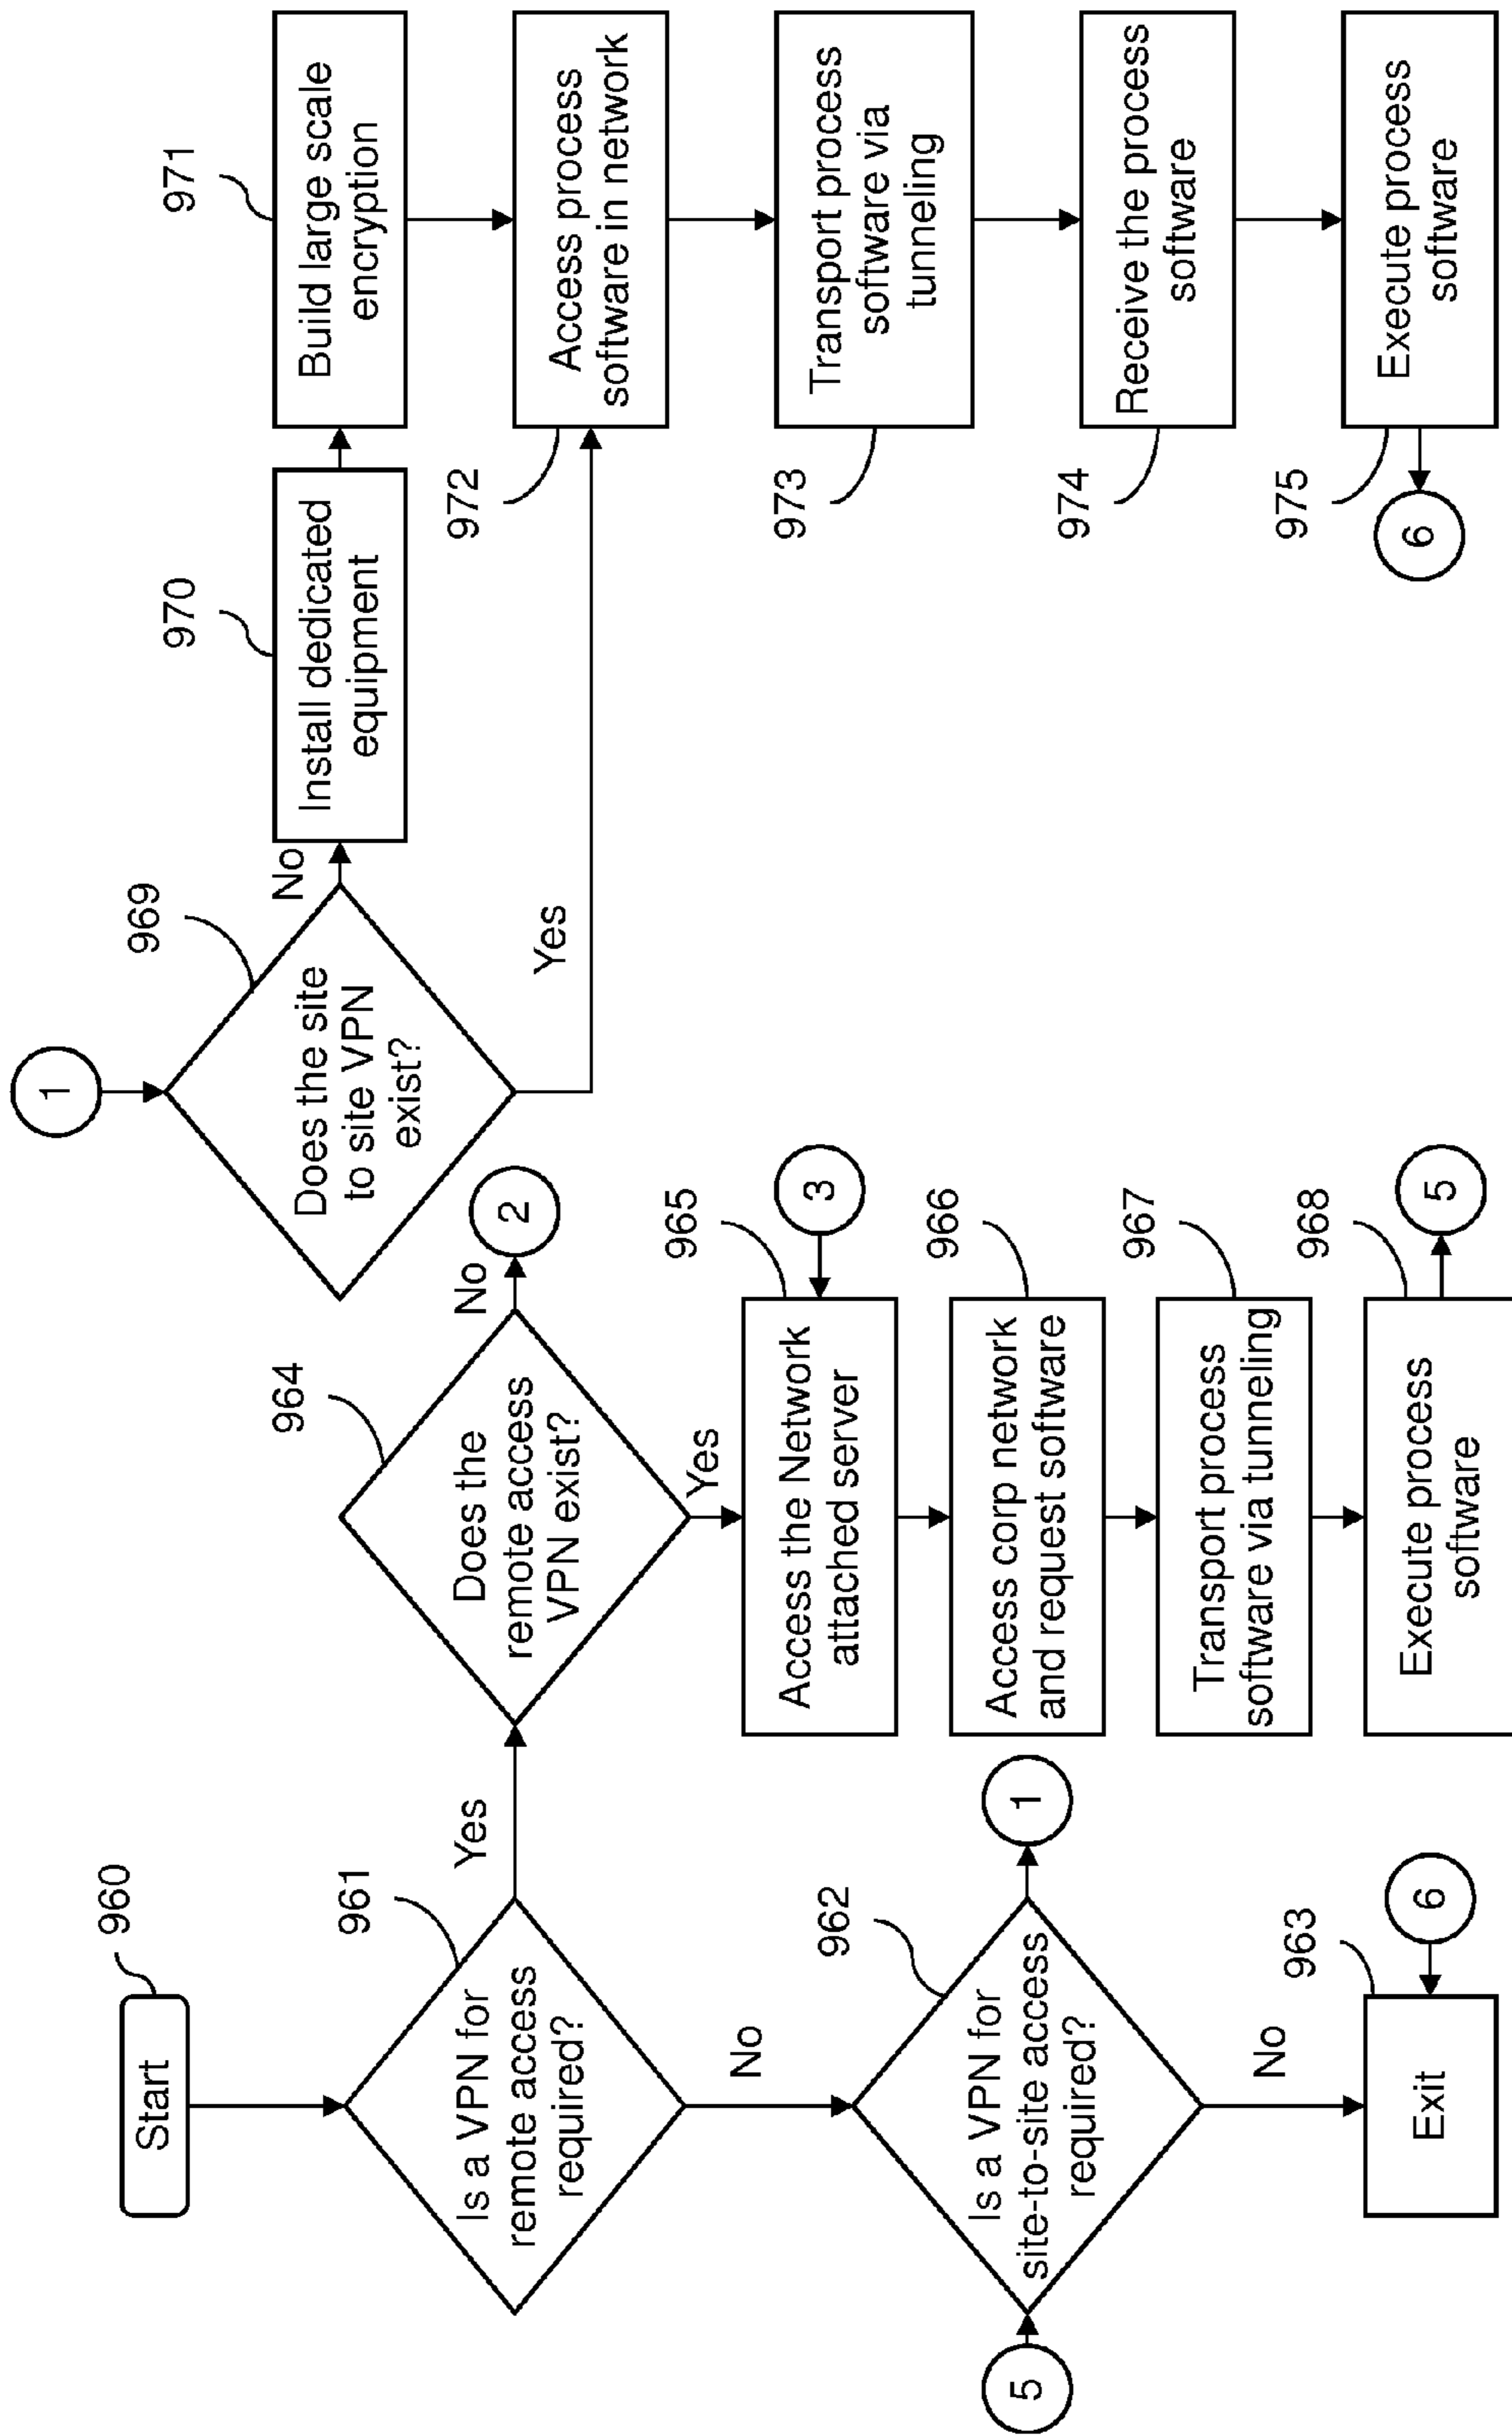 960
Start
961
Is a VPN for
remote access
required?
Yes
No
962
Is a VPN for
site-to-site access
required?
5
1
No
963
Exit
6
964
Does the
remote access
VPN exist?
No
2
Yes
965
Access the Network
attached server
3
966
Access corp network
and request software
967
Transport process
software via tunneling
968
Execute process
software
5
1
969
Does the site
to site VPN
exist?
No
Yes
970
Install dedicated
equipment
971
Build large scale
encryption
972
Access process
software in network
973
Transport process
software via
tunneling
974
Receive the process
software
975
Execute process
software
6